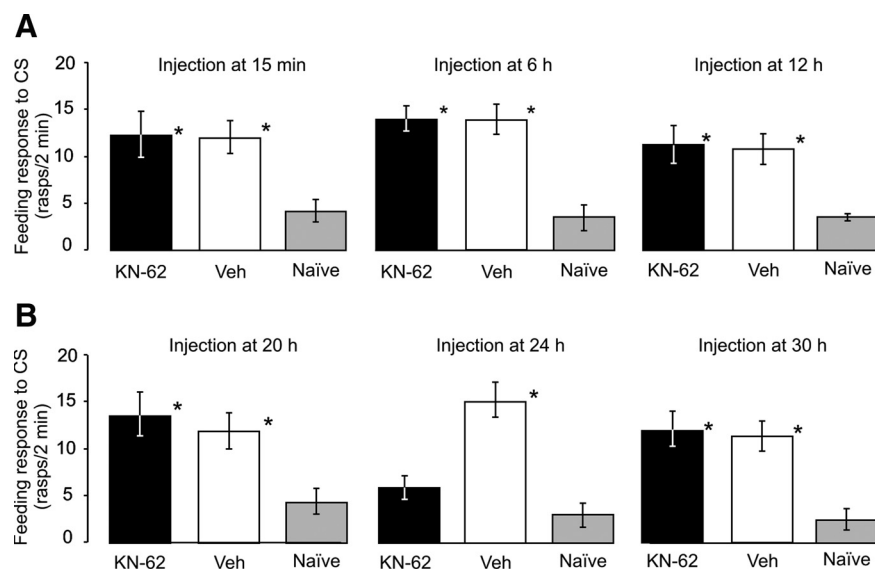 A
Injection at 15 min
Injection at 6 h
Injection at 12 h
Feeding response to CS
(rasps/2 min)
20
15
10
5
0
*
*
*
*
*
*
KN-62
Veh
Naïve
KN-62
Veh
Naïve
KN-62
Veh
Naïve
B
Injection at 20 h
Injection at 24 h
Injection at 30 h
Feeding response to CS
(rasps/2 min)
20
15
10
5
0
*
*
*
*
*
KN-62
Veh
Naïve
KN-62
Veh
Naïve
KN-62
Veh
Naïve